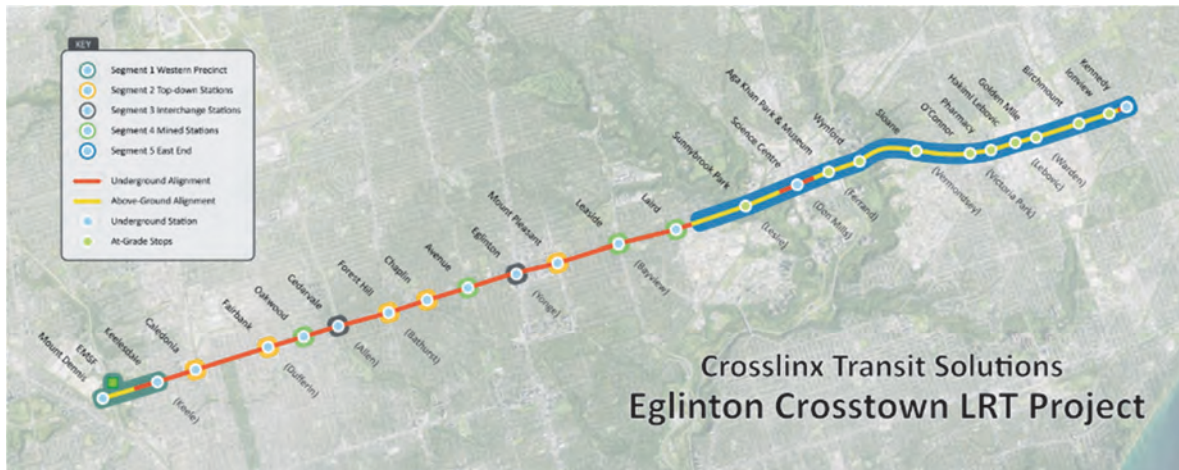 KEY
Segment 1 Western Precinct
Segment 2 Top-down Stations
Segment 3 Interchange Stations
Segment 4 Mined Stations
Segment 5 East End
Underground Alignment
Above-Ground Alignment
Underground Station
At-Grade Stops
Mount Dennis
EMSF
Keelesdale
Caledonia
(Keele)
Fairbank
Oakwood
(Dufferin)
Cedarvale
(Allen)
Forest Hill
Chaplin
(Bathurst)
Avenue
Eglinton
Mount Pleasant
(Yonge)
Leaside
(Bayview)
Laird
Sunnybrook Park
(Leslie)
Science Centre
Aga Khan Park & Museum
(Don Mills)
Wynford
(Ferrand)
Sloane
O'Connor
(Vermondsey)
Pharmacy
Hakimi Lebovic
(Victoria Park)
Golden Mile
(Lebovic)
Birchmount
(Warden)
Ionview
Kennedy
Crosslinx Transit Solutions
Eglinton Crosstown LRT Project